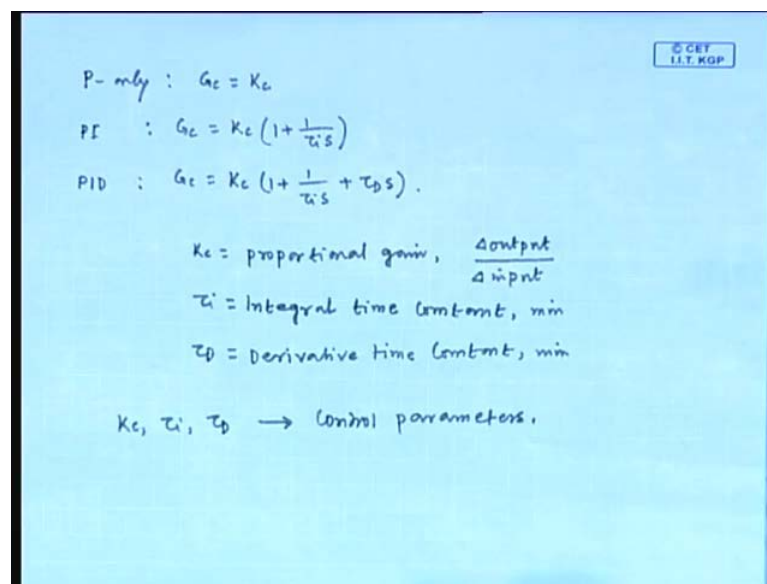 © CET
I.I.T. KGP
P-only : Gc = Kc
PI : Gc = Kc (1 + 1/τis)
PID : Gc = Kc (1 + 1/τis + τDs).
Kc = proportional gain, Δoutput/Δinput
τi = Integral time constant, min
τD = Derivative time constant, min
Kc, τi, τD → Control parameters.